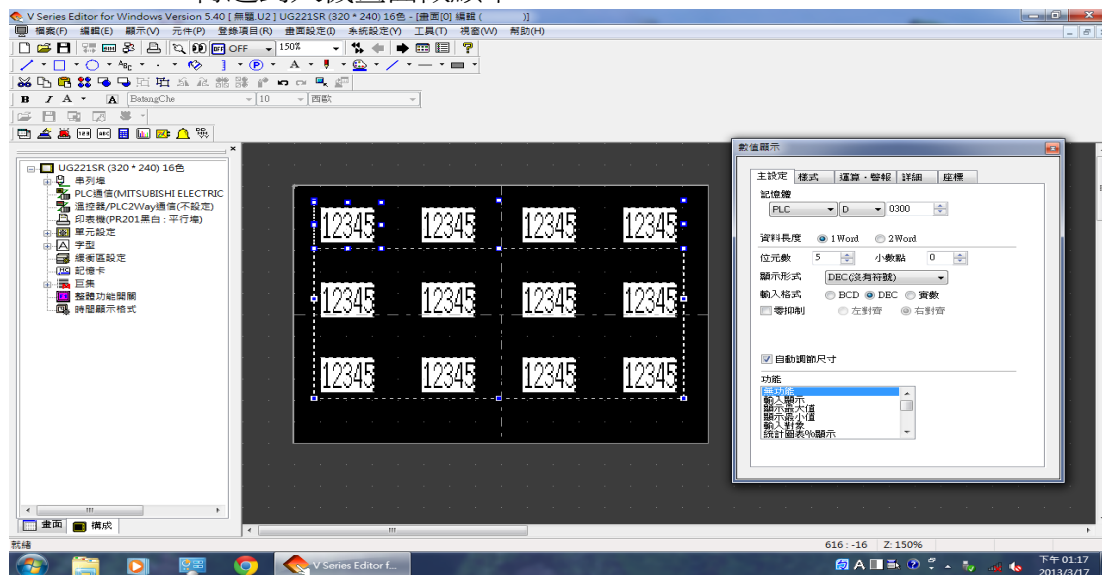 V Series Editor for Windows Version 5.40 [ 無題.U2 ] UG221SR (320 * 240) 16色 - [畫面[0] 編輯 ( )]
檔案(F) 編輯(E) 顯示(V) 元件(P) 登錄項目(R) 畫面設定(I) 系統設定(Y) 工具(T) 視窗(W) 幫助(H)
OFF 150%
B I A A BatangChe 10 西歐
UG221SR (320 * 240) 16色
串列埠
PLC通信(MITSUBISHI ELECTRIC
溫控器/PLC2Way通信(不設定)
印表機(PR201黑白 : 平行埠)
單元設定
字型
緩衝區設定
記憶卡
巨集
整體功能開關
時間顯示格式
畫面 構成
12345 12345 12345 12345
12345 12345 12345 12345
12345 12345 12345 12345
數值顯示
主設定 樣式 運算・警報 詳細 座標
記憶體
PLC D 0300
資料長度 1 Word 2 Word
位元數 5 小數點 0
顯示形式 DEC(沒有符號)
輸入格式 BCD DEC 實數
零抑制 左對齊 右對齊
自動調節尺寸
功能
無功能
輸入顯示
顯示最大值
顯示最小值
輸入對象
統計圖表%顯示
就緒 616 : -16 Z: 150%
V Series Editor f... A 下午 01:17
2013/3/17